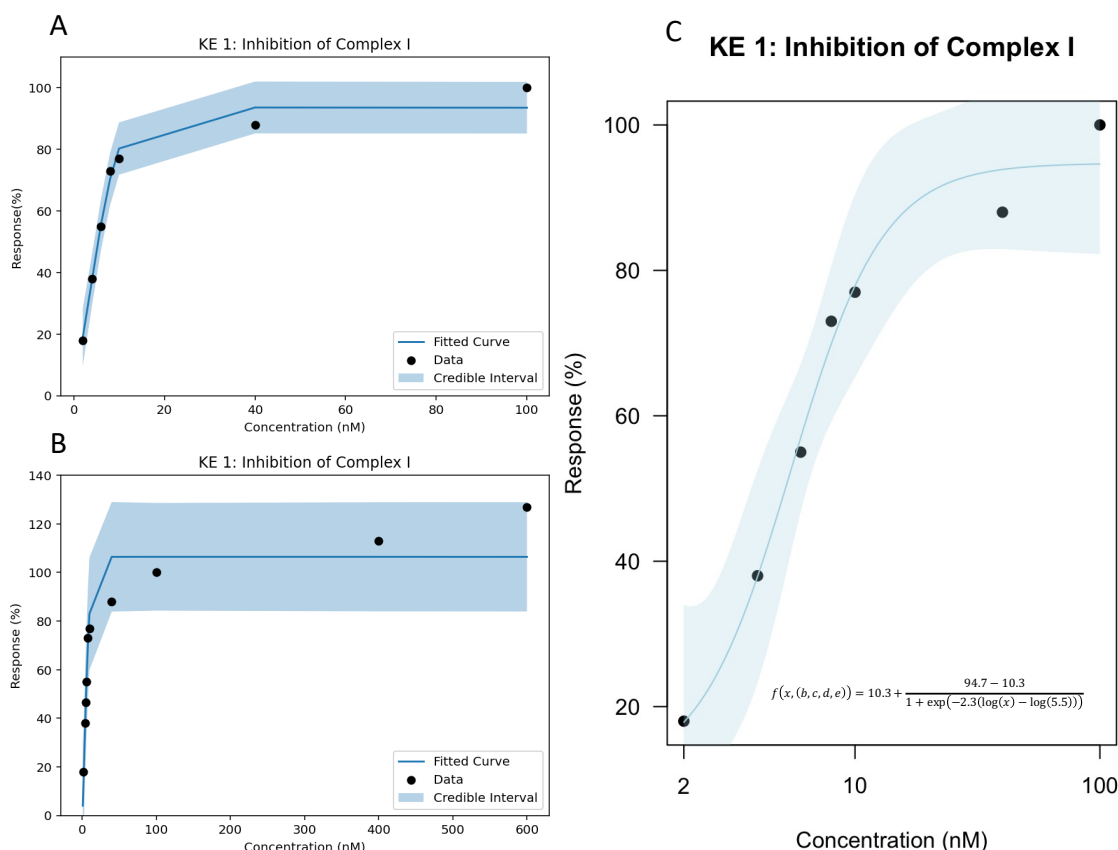 A
KE 1: Inhibition of Complex I
Response(%)
100
80
60
40
20
0
0 20 40 60 80 100
Concentration (nM)
Fitted Curve
Data
Credible Interval
B
KE 1: Inhibition of Complex I
Response (%)
140
120
100
80
60
40
20
0
0 100 200 300 400 500 600
Concentration (nM)
Fitted Curve
Data
Credible Interval
C
KE 1: Inhibition of Complex I
Response (%)
100
80
60
40
20
f(x,(b,c,d,e)) = 10.3 + \frac{94.7 − 10.3}{1 + exp(−2.3(log(x) − log(5.5)))}
2 10 100
Concentration (nM)